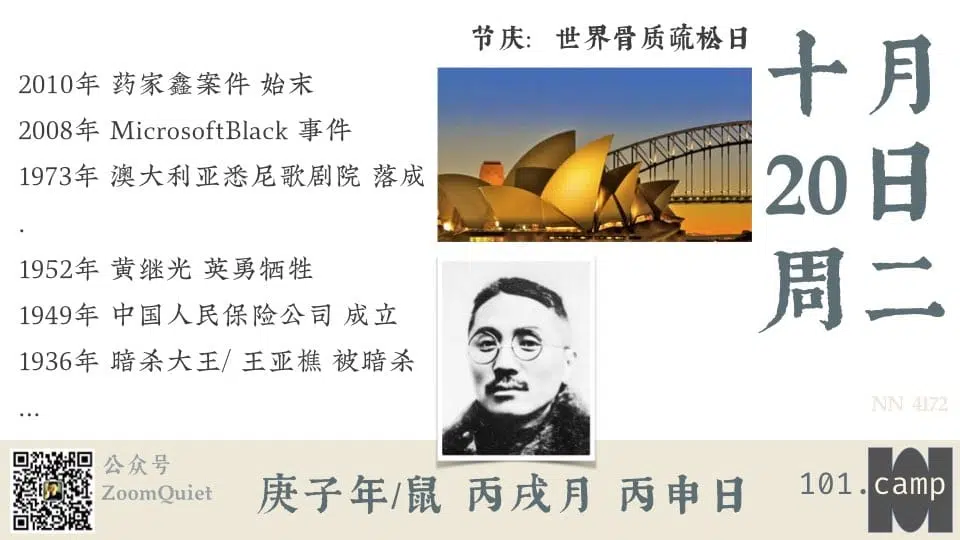 节庆: 世界骨质疏松日
十月
20日
周二
2010年 药家鑫案件 始末
2008年 MicrosoftBlack 事件
1973年 澳大利亚悉尼歌剧院 落成
.
1952年 黄继光 英勇牺牲
1949年 中国人民保险公司 成立
1936年 暗杀大王/ 王亚樵 被暗杀
...
NN 4172
公众号
ZoomQuiet
庚子年/鼠 丙戌月 丙申日
101.camp